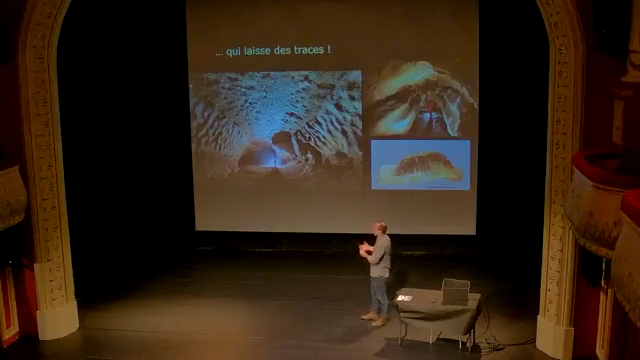 … qui laisse des traces !